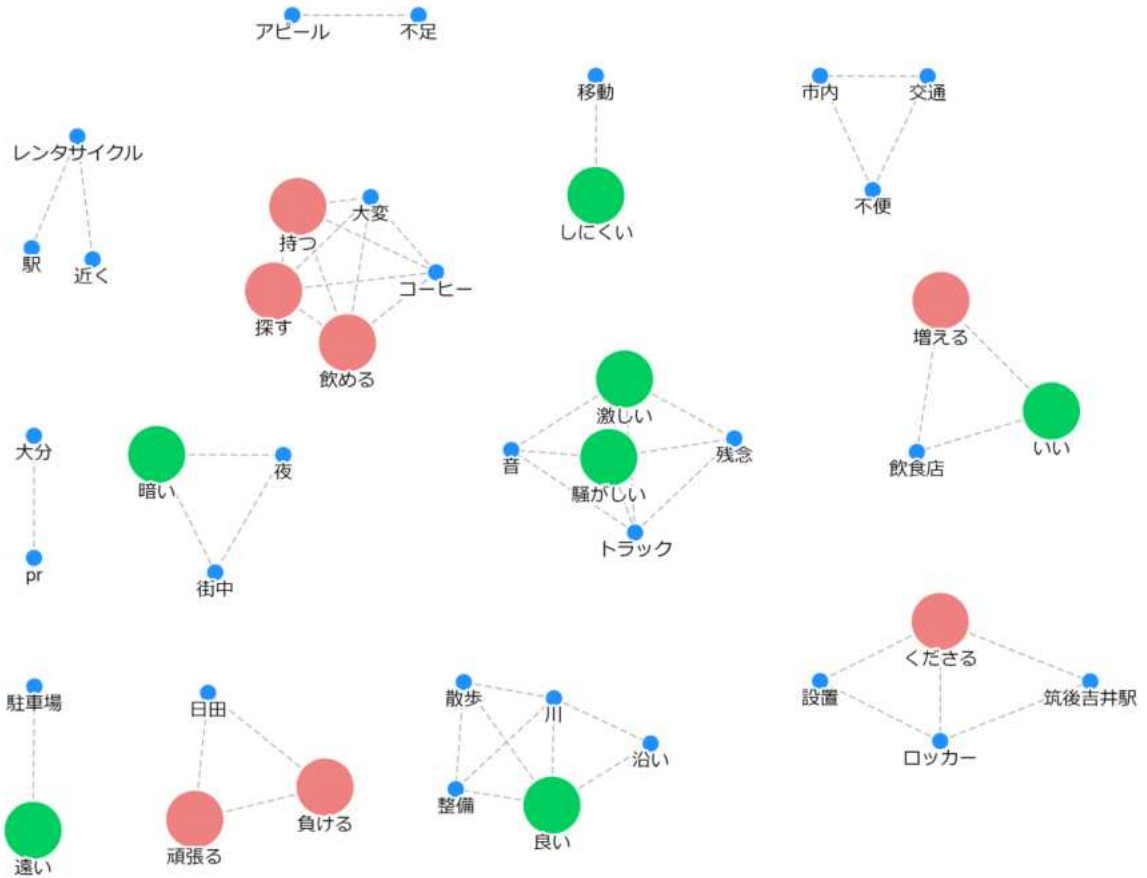 アピール
不足
移動
しにくい
市内
交通
不便
レンタサイクル
駅
近く
大変
持つ
コーヒー
探す
飲める
増える
飲食店
いい
大分
pr
暗い
夜
街中
激しい
音
残念
騒がしい
トラック
くださる
設置
筑後吉井駅
ロッカー
駐車場
遠い
日田
負ける
頑張る
散歩
川
沿い
整備
良い